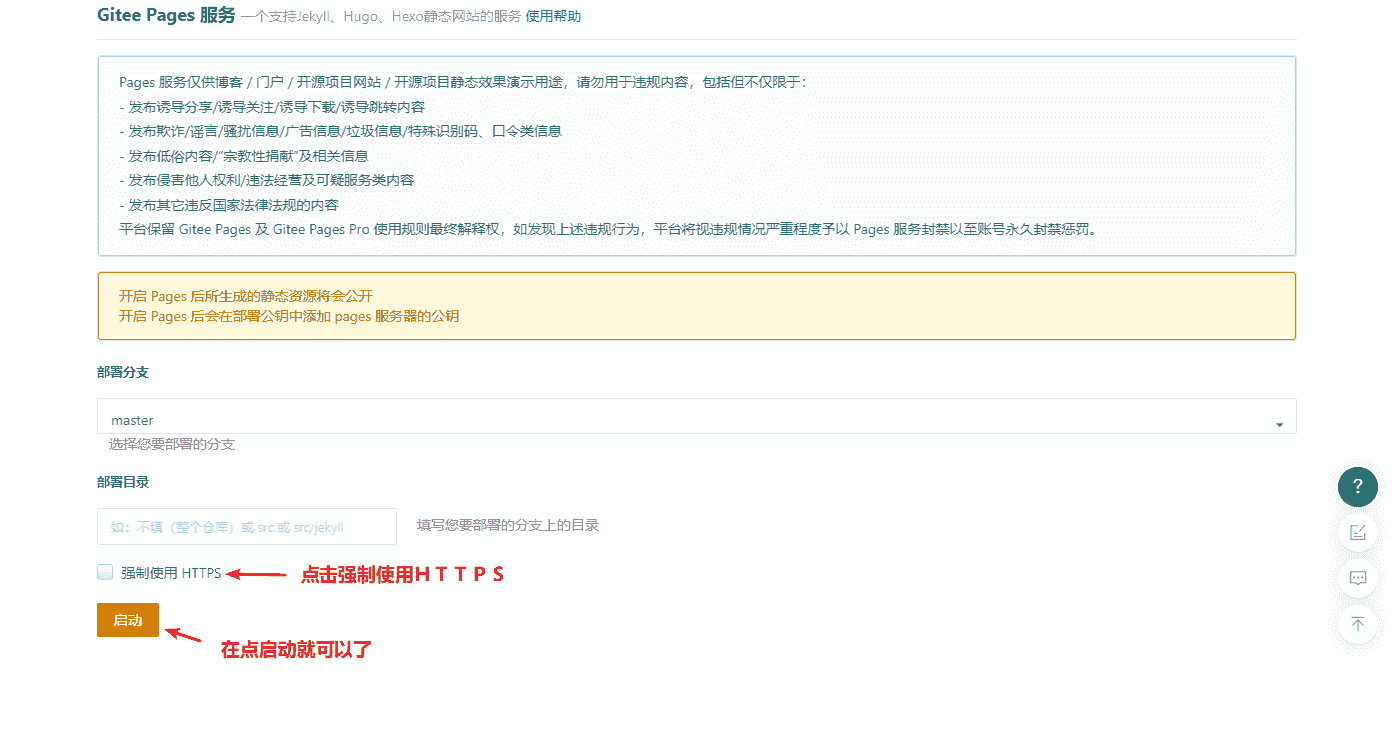 Gitee Pages 服务 一个支持Jekyll、Hugo、Hexo静态网站的服务 使用帮助
Pages 服务仅供博客 / 门户 / 开源项目网站 / 开源项目静态效果演示用途，请勿用于违规内容，包括但不仅限于：
- 发布诱导分享/诱导关注/诱导下载/诱导跳转内容
- 发布欺诈/谣言/骚扰信息/广告信息/垃圾信息/特殊识别码、口令类信息
- 发布低俗内容/“宗教性捐献”及相关信息
- 发布侵害他人权利/违法经营及可疑服务类内容
- 发布其它违反国家法律法规的内容
平台保留 Gitee Pages 及 Gitee Pages Pro 使用规则最终解释权，如发现上述违规行为，平台将视违规情况严重程度予以 Pages 服务封禁以至账号永久封禁惩罚。
开启 Pages 后所生成的静态资源将会公开
开启 Pages 后会在部署公钥中添加 pages 服务器的公钥
部署分支
master
选择您要部署的分支
部署目录
如：不填（整个仓库）或 src 或 src/jekyll 填写您要部署的分支上的目录
强制使用 HTTPS 点击强制使用ＨＴＴＰＳ
启动
在点启动就可以了
?